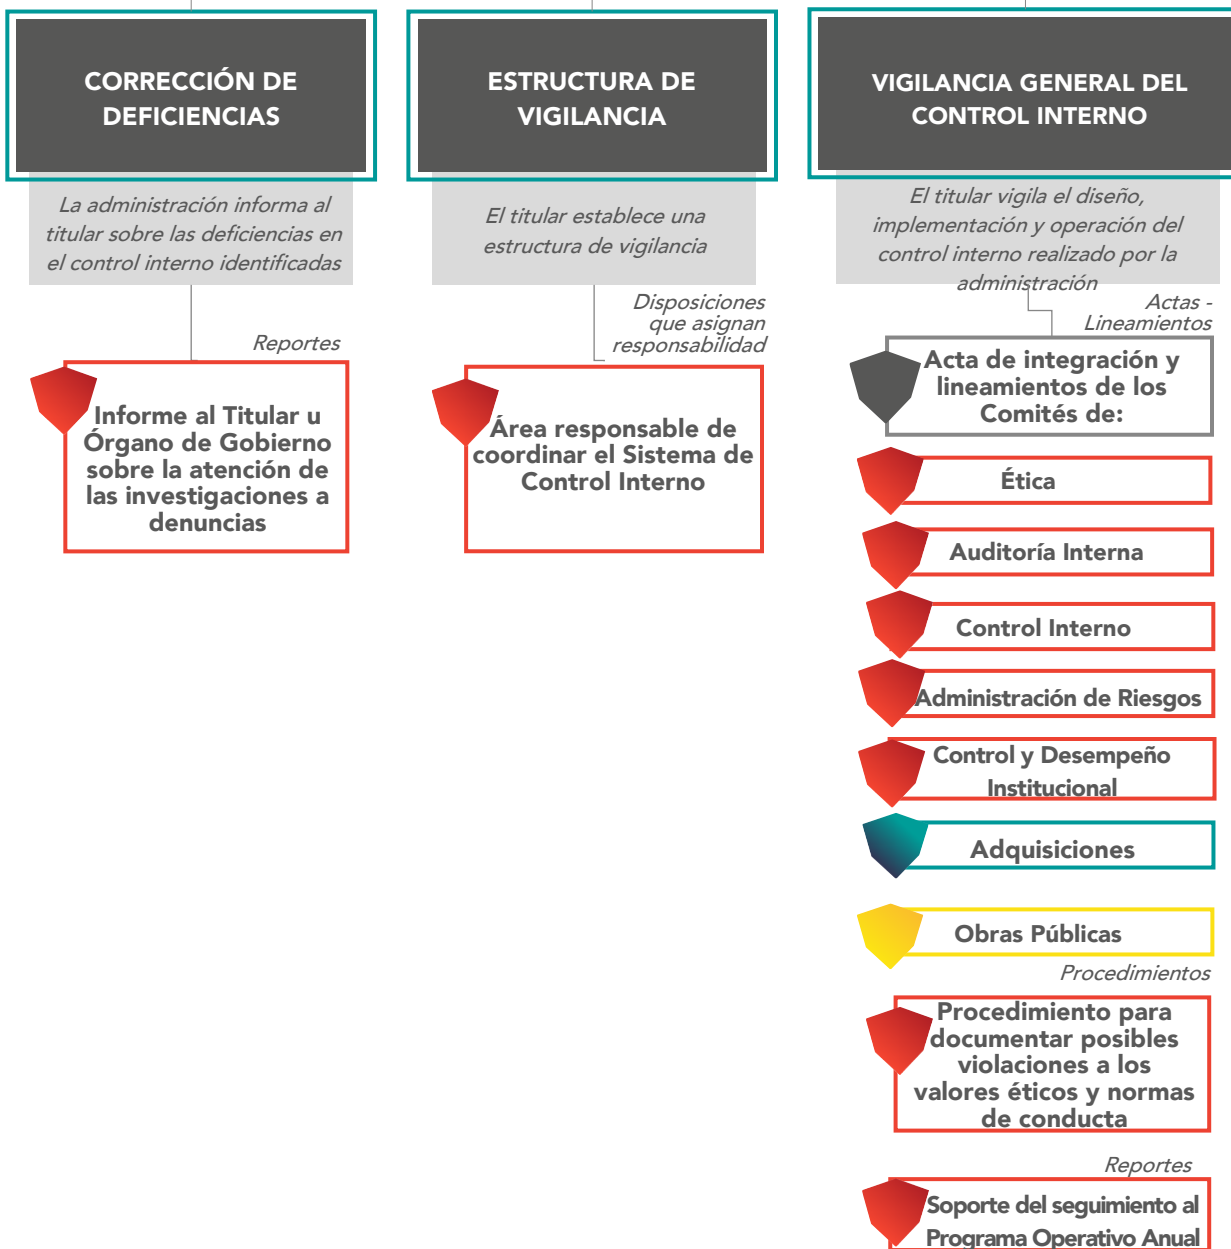 CORRECCIÓN DE
DEFICIENCIAS
La administración informa al
titular sobre las deficiencias en
el control interno identificadas
Reportes
Informe al Titular u
Órgano de Gobierno
sobre la atención de
las investigaciones a
denuncias
ESTRUCTURA DE
VIGILANCIA
El titular establece una
estructura de vigilancia
Disposiciones
que asignan
responsabilidad
Área responsable de
coordinar el Sistema de
Control Interno
VIGILANCIA GENERAL DEL
CONTROL INTERNO
El titular vigila el diseño,
implementación y operación del
control interno realizado por la
administración
Actas -
Lineamientos
Acta de integración y
lineamientos de los
Comités de:
Ética
Auditoría Interna
Control Interno
Administración de Riesgos
Control y Desempeño
Institucional
Adquisiciones
Obras Públicas
Procedimientos
Procedimiento para
documentar posibles
violaciones a los
valores éticos y normas
de conducta
Reportes
Soporte del seguimiento al
Programa Operativo Anual